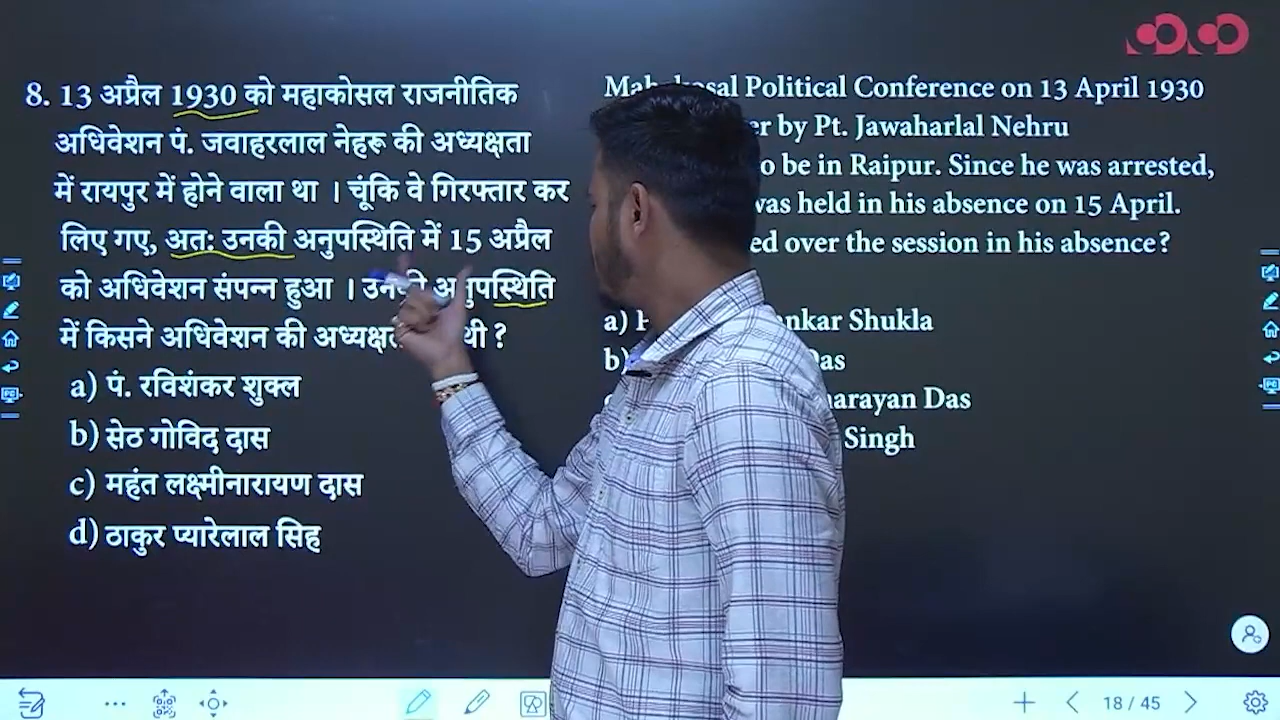 8. 13 अप्रैल 1930 को महाकोसल राजनीतिक
अधिवेशन पं. जवाहरलाल नेहरू की अध्यक्षता
में रायपुर में होने वाला था । चूंकि वे गिरफ्तार कर
लिए गए, अत: उनकी अनुपस्थिति में 15 अप्रैल
को अधिवेशन संपन्न हुआ । उनकी अनुपस्थिति
में किसने अधिवेशन की थी ?
a) पं. रविशंकर शुक्ल
b) सेठ गोविद दास
c) महंत लक्ष्मीनारायण दास
d) ठाकुर प्यारेलाल सिह
Political Conference on 13 April 1930
by Pt. Jawaharlal Nehru
to be in Raipur. Since he was arrested,
was held in his absence on 15 April.
over the session in his absence?
a) Shukla
b) Das
Das
Singh
18 / 45